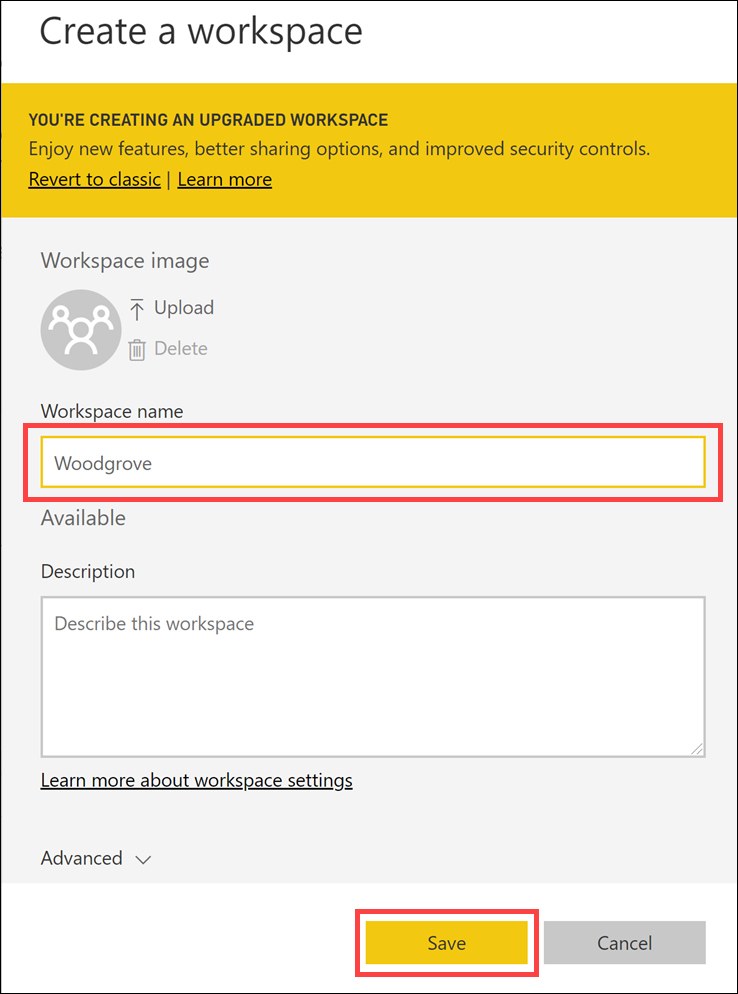 Create a workspace
YOU'RE CREATING AN UPGRADED WORKSPACE
Enjoy new features, better sharing options, and improved security controls.
Revert to classic | Learn more
Workspace image
Upload
Delete
Workspace name
Woodgrove
Available
Description
Describe this workspace
Learn more about workspace settings
Advanced
Save Cancel